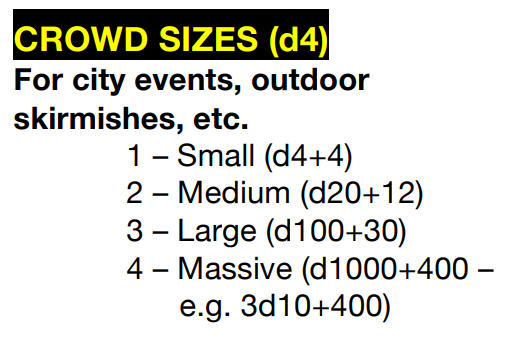 CROWD SIZES (d4)
For city events, outdoor
skirmishes, etc.
1 – Small (d4+4)
2 – Medium (d20+12)
3 – Large (d100+30)
4 – Massive (d1000+400 –
e.g. 3d10+400)